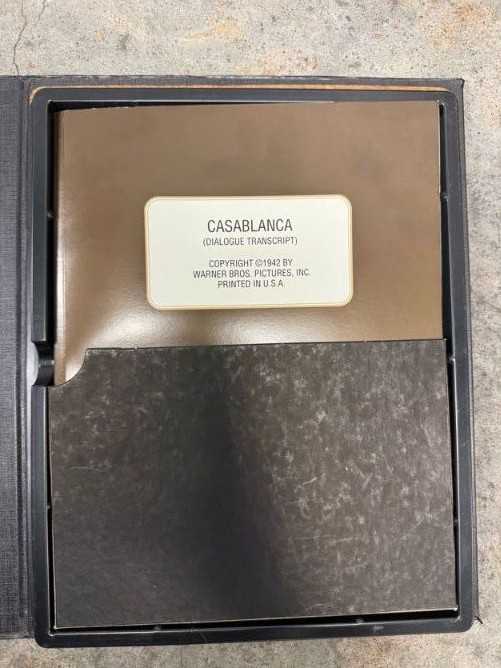 CASABLANCA
(DIALOGUE TRANSCRIPT)
COPYRIGHT ©1942 BY
WARNER BROS. PICTURES, INC.
PRINTED IN U.S.A.